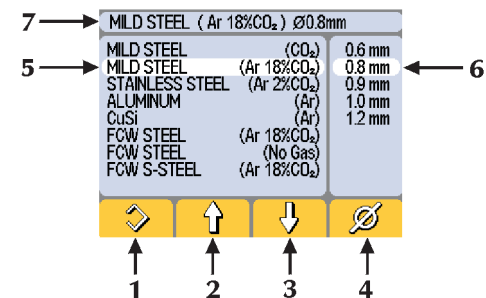 7 MILD STEEL ( Ar 18%CO₂ ) Ø0.8mm
MILD STEEL (CO₂) 0.6 mm
5 MILD STEEL (Ar 18%CO₂) 0.8 mm 6
STAINLESS STEEL (Ar 2%CO₂) 0.9 mm
ALUMINUM (Ar) 1.0 mm
CuSi (Ar) 1.2 mm
FCW STEEL (Ar 18%CO₂)
FCW STEEL (No Gas)
FCW S-STEEL (Ar 18%CO₂)
Ø
1 2 3 4